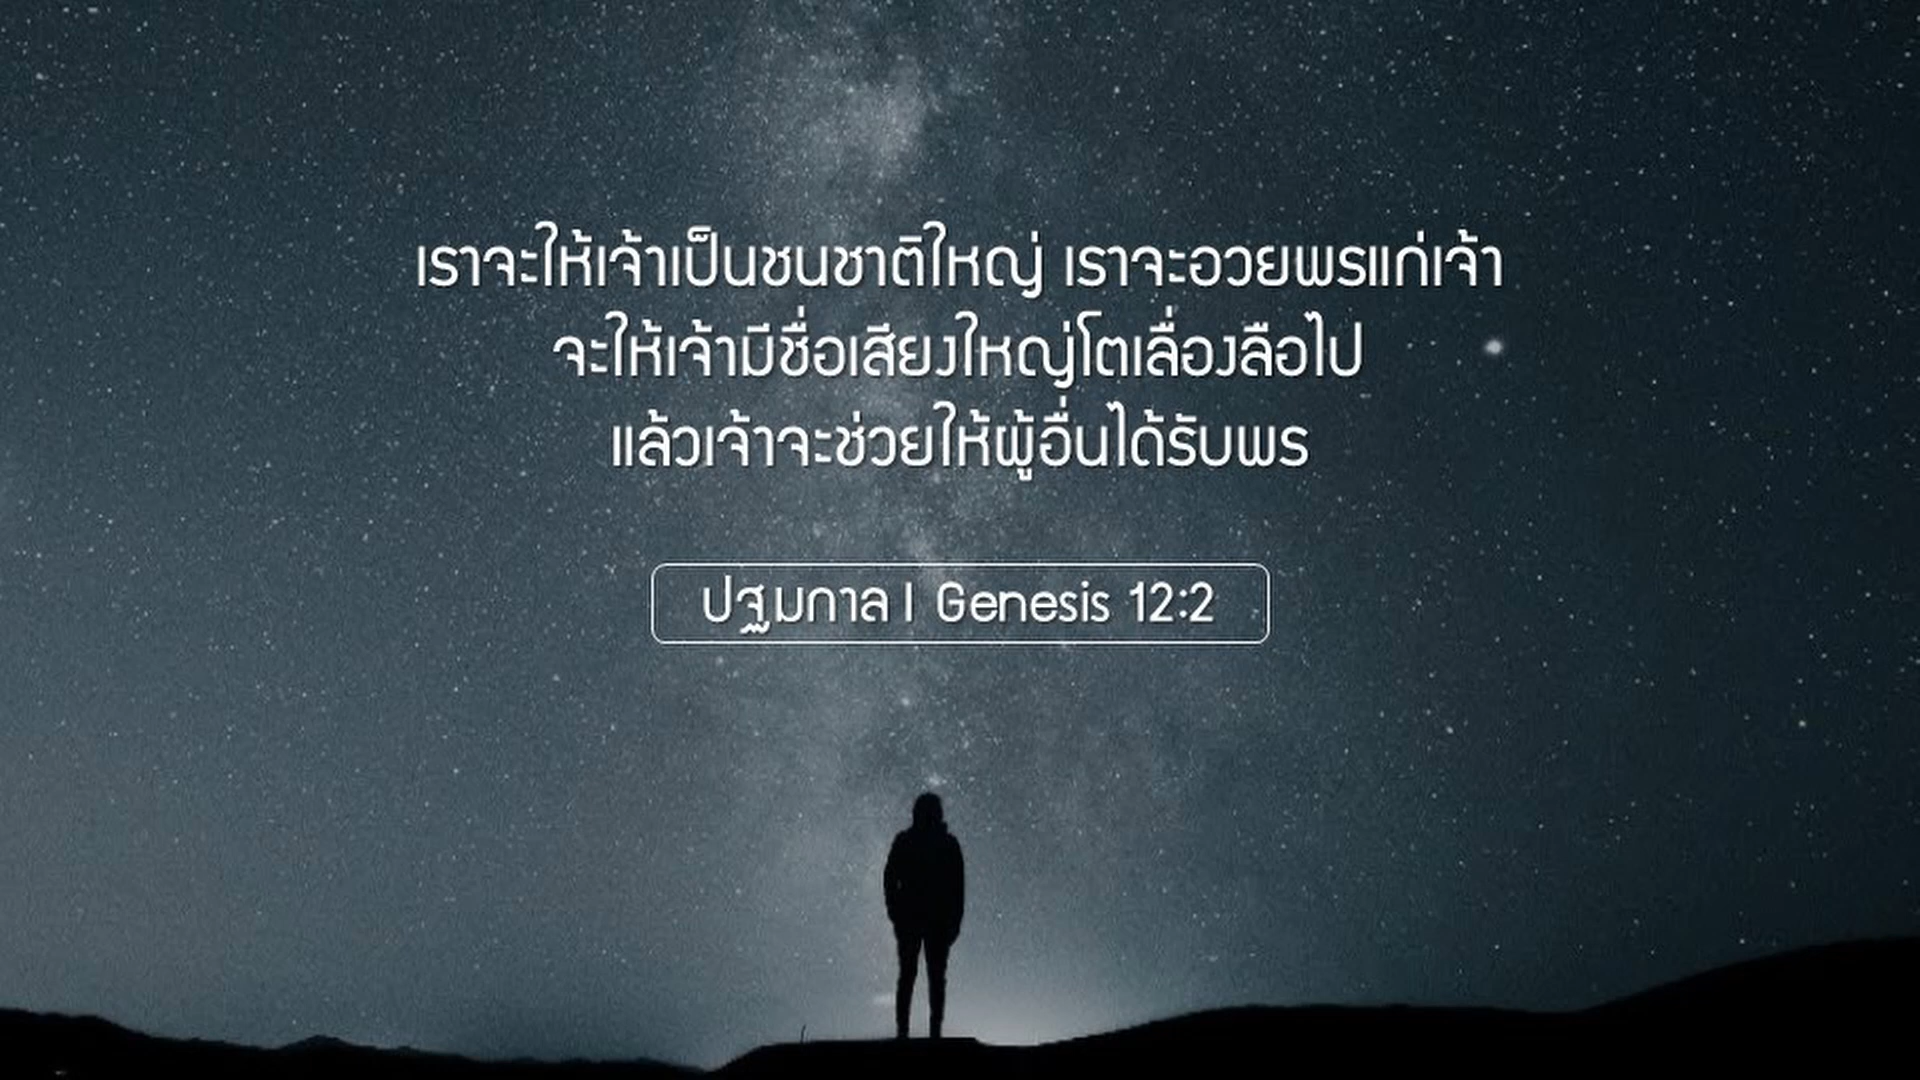 เราจะให้เจ้าเป็นชนชาติใหญ่ เราจะอวยพรแก่เจ้า
จะให้เจ้ามีชื่อเสียงใหญ่โตเลื่องลือไป
แล้วเจ้าจะช่วยให้ผู้อื่นได้รับพร
ปฐมกาล | Genesis 12:2